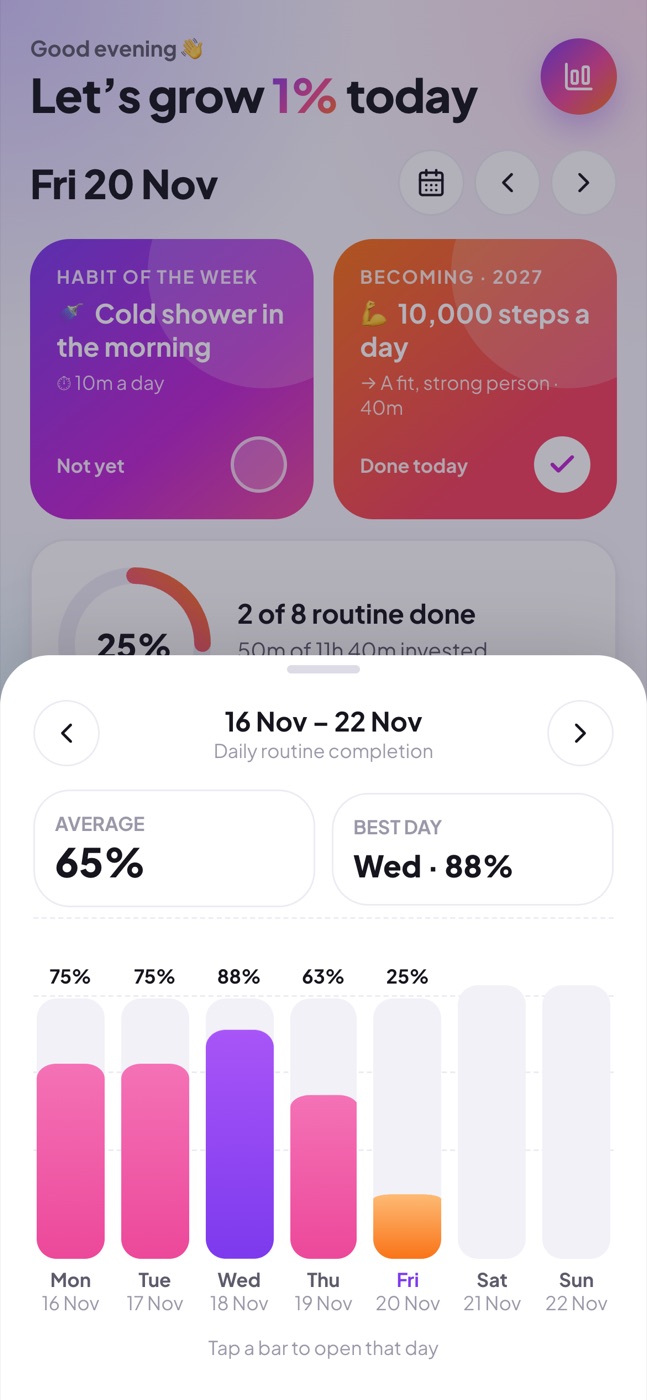 Good evening 👋
Let's grow 1% today
Fri 20 Nov
HABIT OF THE WEEK
🚿 Cold shower in
the morning
⏱ 10m a day
Not yet
BECOMING · 2027
💪 10,000 steps a
day
→ A fit, strong person ·
40m
Done today
25%
2 of 8 routine done
50m of 11h 40m invested
16 Nov – 22 Nov
Daily routine completion
AVERAGE
65%
BEST DAY
Wed · 88%
75% 75% 88% 63% 25%
Mon Tue Wed Thu Fri Sat Sun
16 Nov 17 Nov 18 Nov 19 Nov 20 Nov 21 Nov 22 Nov
Tap a bar to open that day